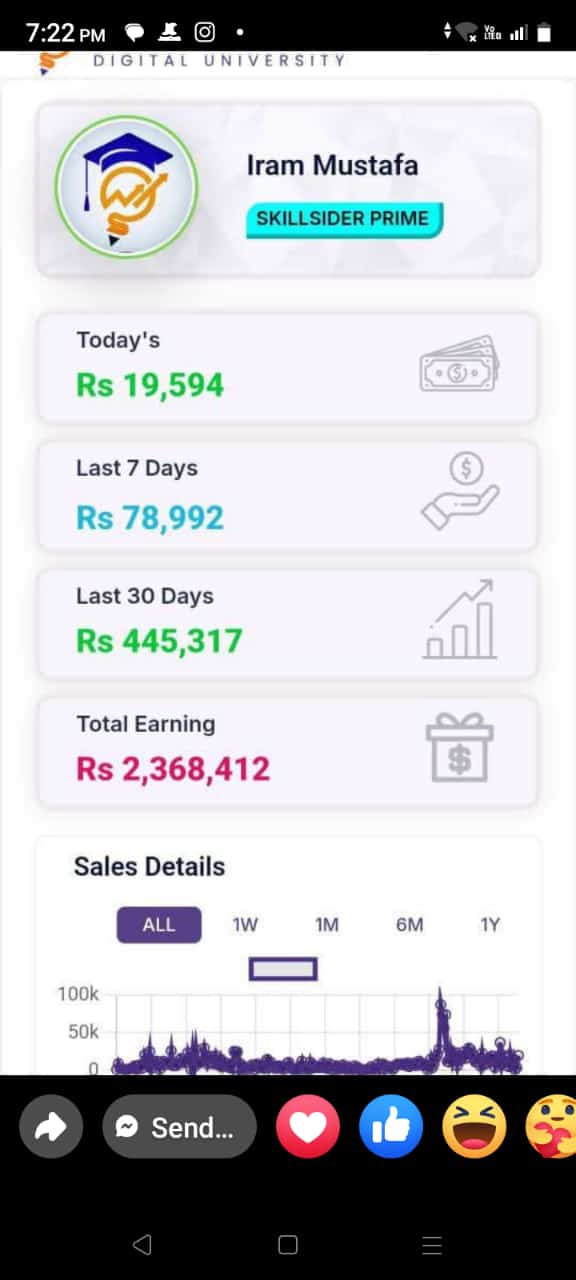 7:22 PM
Vo
LTE
DIGITAL UNIVERSITY
Iram Mustafa
SKILLSIDER PRIME
Today's
Rs 19,594
Last 7 Days
Rs 78,992
Last 30 Days
Rs 445,317
Total Earning
Rs 2,368,412
Sales Details
ALL 1W 1M 6M 1Y
100k
50k
0
Send...